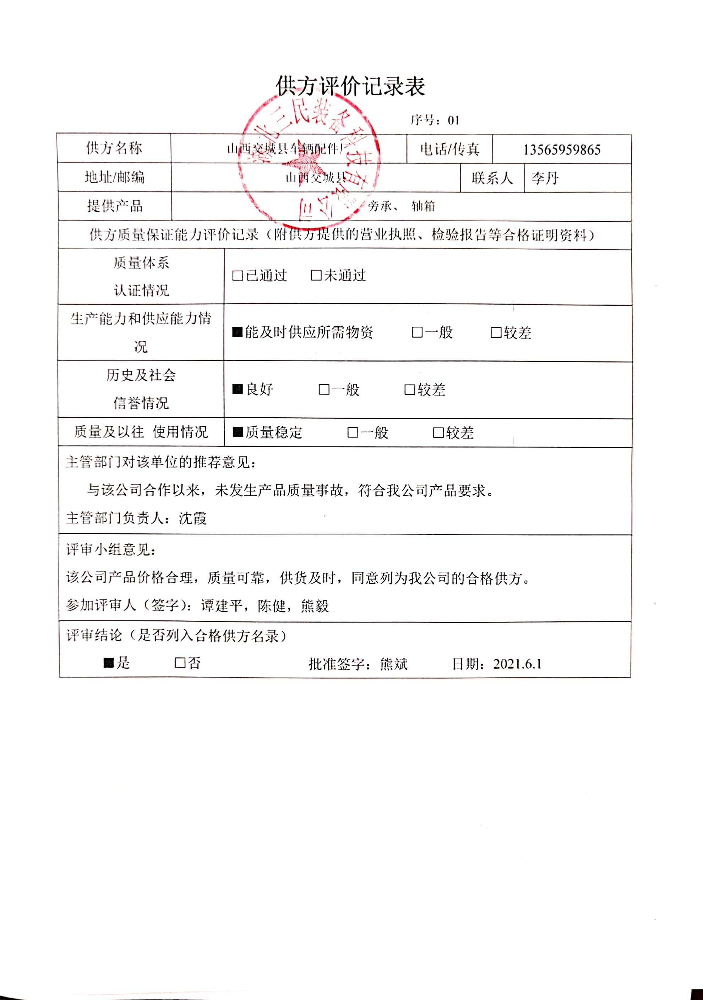 供方评价记录表
序号：01
供方名称 山西交城县车辆配件厂 电话/传真 13565959865
地址/邮编 山西交城县 联系人 李丹
提供产品 旁承、 轴箱
湖北三民装备科技有限公司
供方质量保证能力评价记录（附供方提供的营业执照、检验报告等合格证明资料）
质量体系
认证情况
□已通过 □未通过
生产能力和供应能力情
况
■能及时供应所需物资 □一般 □较差
历史及社会
信誉情况
■良好 □一般 □较差
质量及以往 使用情况 ■质量稳定 □一般 □较差
主管部门对该单位的推荐意见：
与该公司合作以来，未发生产品质量事故，符合我公司产品要求。
主管部门负责人：沈霞
评审小组意见：
该公司产品价格合理，质量可靠，供货及时，同意列为我公司的合格供方。
参加评审人（签字）：谭建平，陈健，熊毅
评审结论（是否列入合格供方名录）
■是 □否 批准签字：熊斌 日期：2021.6.1